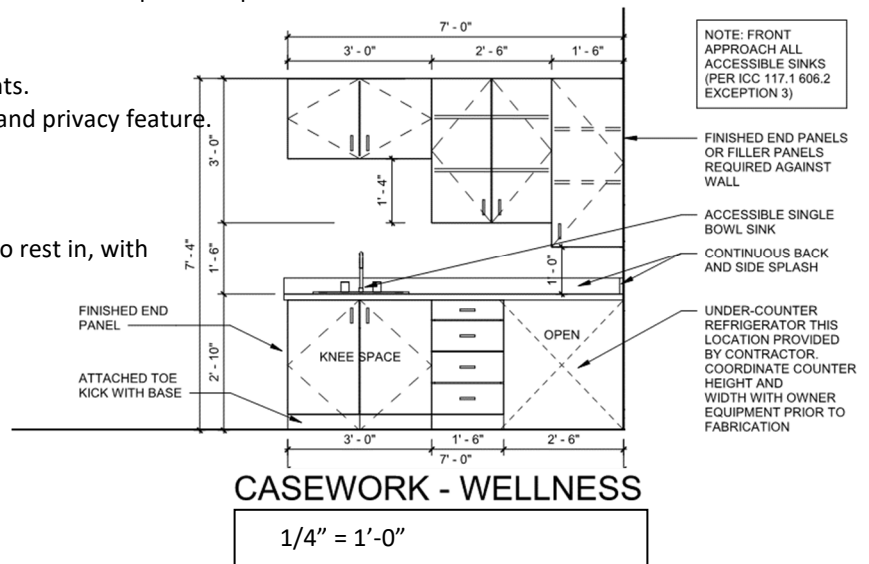 7' - 0"
3' - 0"
2' - 6"
1' - 6"
NOTE: FRONT
APPROACH ALL
ACCESSIBLE SINKS
(PER ICC 117.1 606.2
EXCEPTION 3)
nts.
and privacy feature.
3' - 0"
1' - 4"
FINISHED END PANELS
OR FILLER PANELS
REQUIRED AGAINST
WALL
ACCESSIBLE SINGLE
BOWL SINK
o rest in, with
7' - 4"
1' - 6"
1' - 0"
CONTINUOUS BACK
AND SIDE SPLASH
FINISHED END
PANEL
2' - 10"
KNEE SPACE
OPEN
UNDER-COUNTER
REFRIGERATOR THIS
LOCATION PROVIDED
BY CONTRACTOR.
COORDINATE COUNTER
HEIGHT AND
WIDTH WITH OWNER
EQUIPMENT PRIOR TO
FABRICATION
ATTACHED TOE
KICK WITH BASE
3' - 0"
1' - 6"
2' - 6"
7' - 0"
CASEWORK - WELLNESS
1/4” = 1’-0”